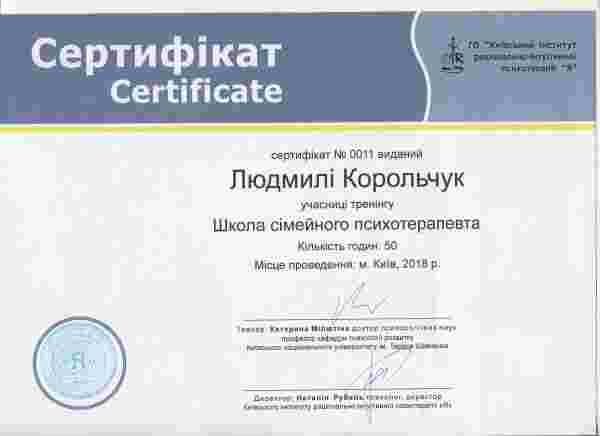 Сертифікат
Certificate
ГО "Київський інститут
раціонально-інтуїтивної
психотерапії "Я"
сертифікат № 0011 виданий
Людмилі Корольчук
учасниці тренінгу
Школа сімейного психотерапевта
Кількість годин: 50
Місце проведення: м. Київ, 2018 р.
Тренер: Катерина Мілютіна доктор психологічних наук
професор кафедри психології розвитку
Київського національного університету ім. Тараса Шевченка
Директор: Наталія Рубель психолог, директор
Київського інституту раціонально-інтуїтивної психотерапії «Я»